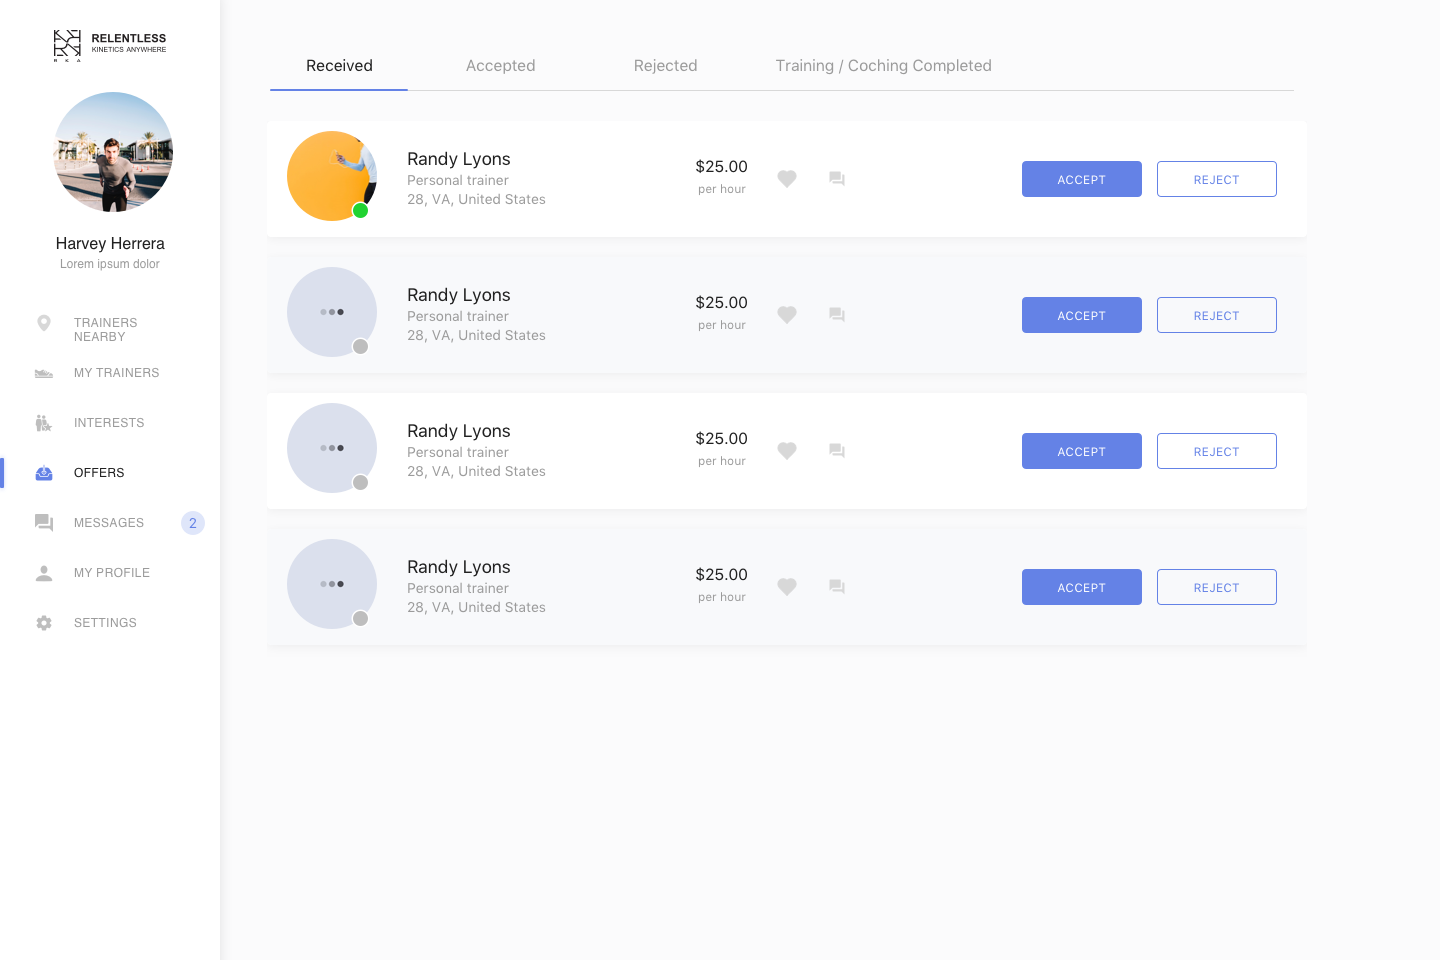 RELENTLESS
KINETICS ANYWHERE
R K A
Harvey Herrera
Lorem ipsum dolor
TRAINERS
NEARBY
MY TRAINERS
INTERESTS
OFFERS
MESSAGES 2
MY PROFILE
SETTINGS
Received Accepted Rejected Training / Coching Completed
Randy Lyons
Personal trainer
28, VA, United States
$25.00
per hour
ACCEPT REJECT
Randy Lyons
Personal trainer
28, VA, United States
$25.00
per hour
ACCEPT REJECT
Randy Lyons
Personal trainer
28, VA, United States
$25.00
per hour
ACCEPT REJECT
Randy Lyons
Personal trainer
28, VA, United States
$25.00
per hour
ACCEPT REJECT